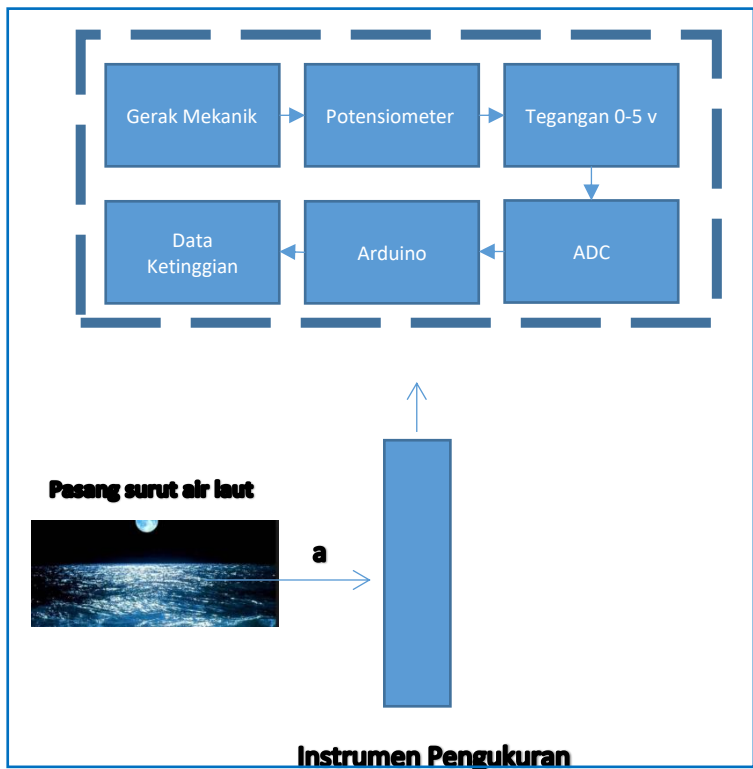 Gerak Mekanik
Potensiometer
Tegangan 0-5 v
Data
Ketinggian
Arduino
ADC
Pasang surut air laut
a
Instrumen Pengukuran